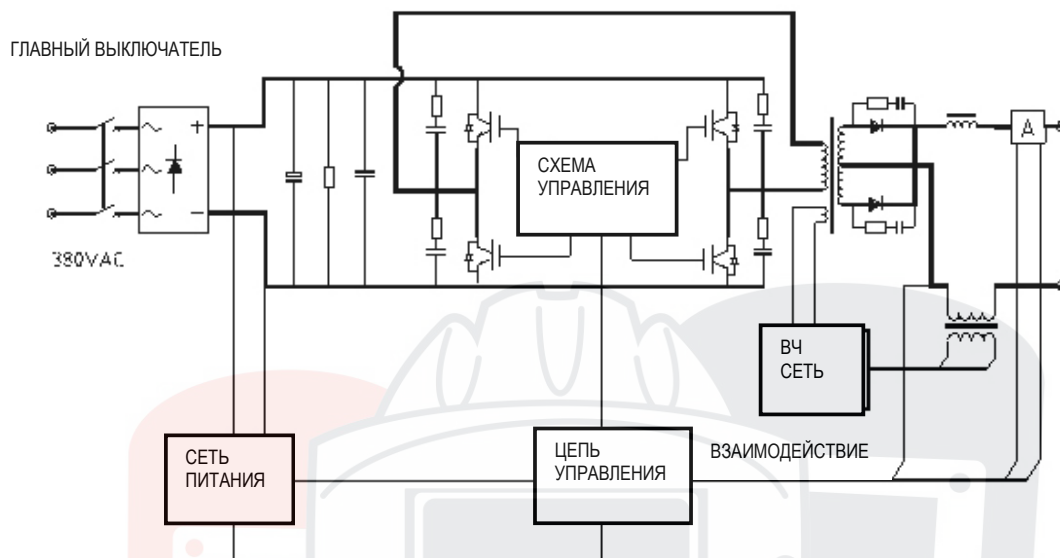 ГЛАВНЫЙ ВЫКЛЮЧАТЕЛЬ
+
A
СХЕМА
УПРАВЛЕНИЯ
−
380VAC
ВЧ
СЕТЬ
СЕТЬ
ПИТАНИЯ
ЦЕПЬ
УПРАВЛЕНИЯ
ВЗАИМОДЕЙСТВИЕ